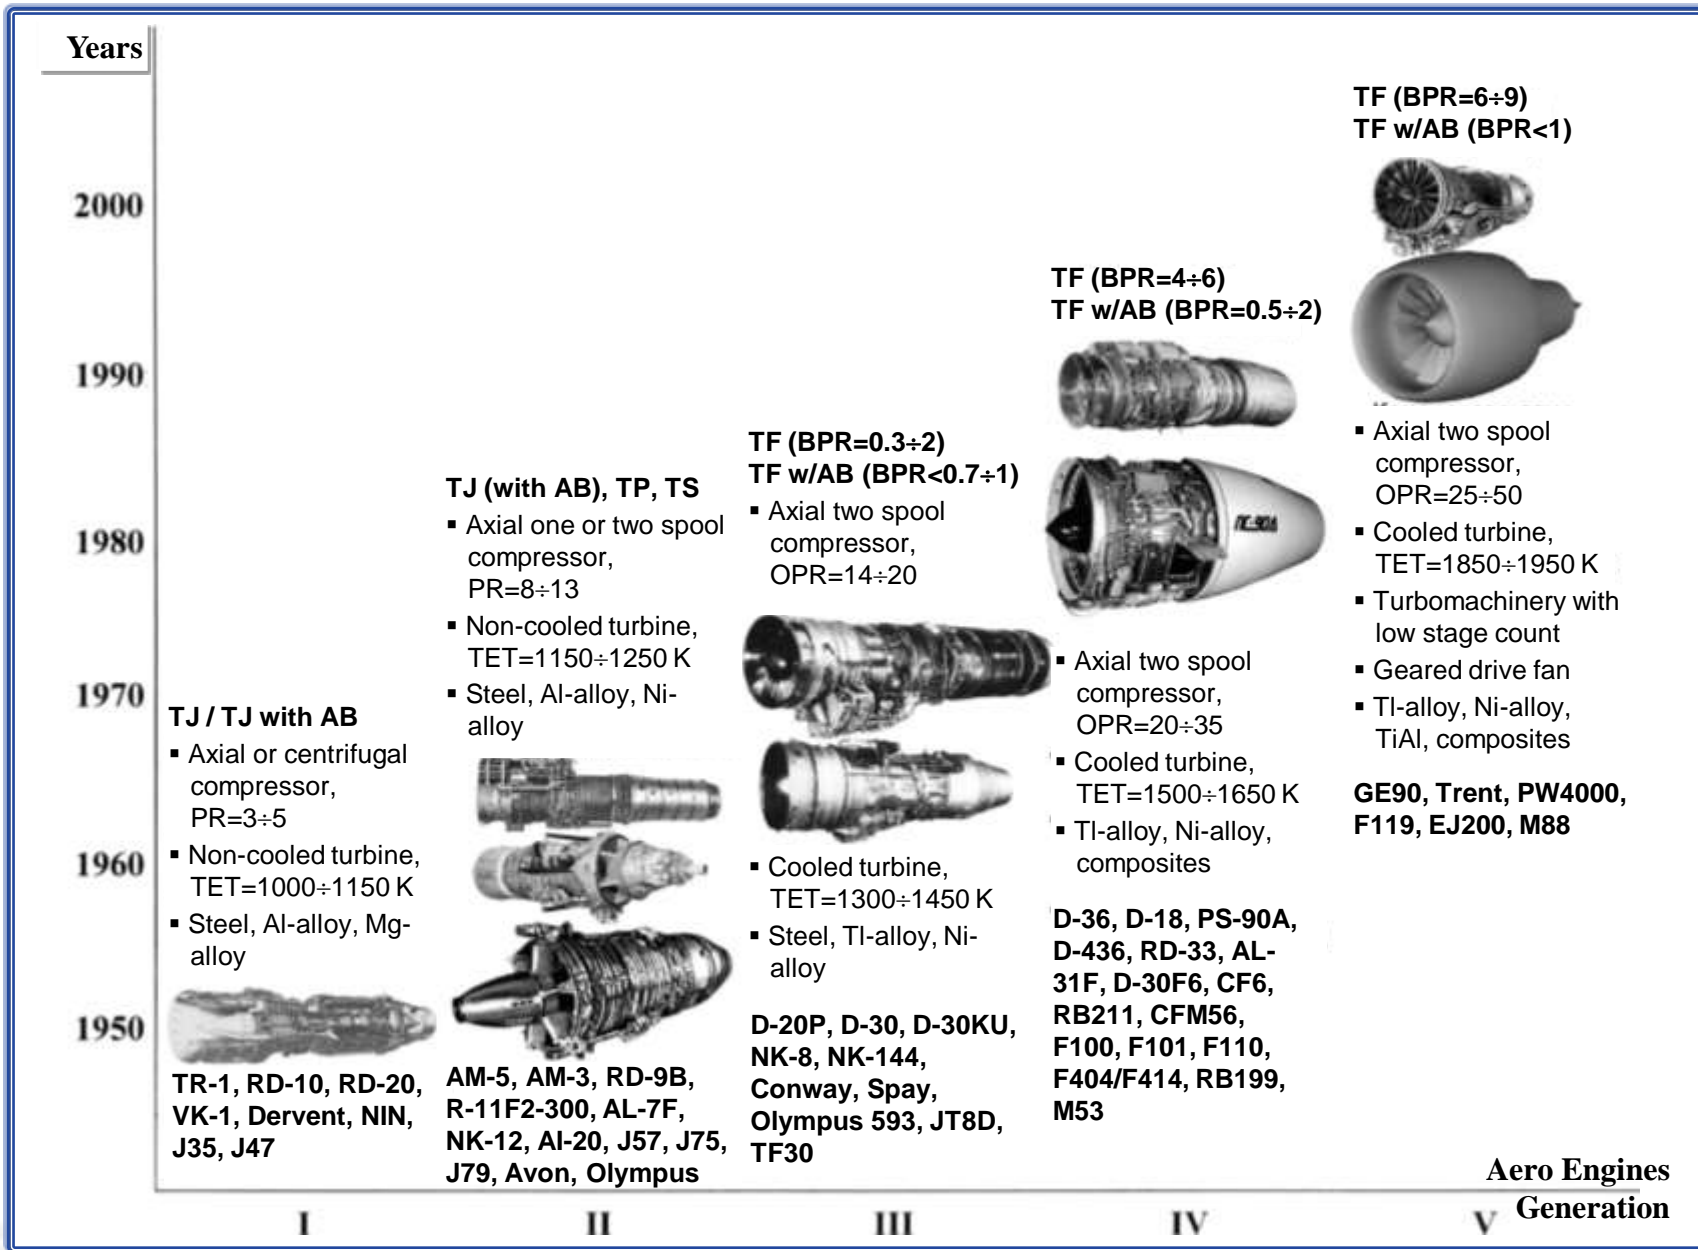 Years
2000
1990
1980
1970
1960
1950
TJ / TJ with AB
▪ Axial or centrifugal
compressor,
PR=3÷5
▪ Non-cooled turbine,
TET=1000÷1150 K
▪ Steel, Al-alloy, Mg-
alloy
TR-1, RD-10, RD-20,
VK-1, Dervent, NIN,
J35, J47
TJ (with AB), TP, TS
▪ Axial one or two spool
compressor,
PR=8÷13
▪ Non-cooled turbine,
TET=1150÷1250 K
▪ Steel, Al-alloy, Ni-
alloy
AM-5, AM-3, RD-9B,
R-11F2-300, AL-7F,
NK-12, AI-20, J57, J75,
J79, Avon, Olympus
TF (BPR=0.3÷2)
TF w/AB (BPR<0.7÷1)
▪ Axial two spool
compressor,
OPR=14÷20
▪ Cooled turbine,
TET=1300÷1450 K
▪ Steel, Tl-alloy, Ni-
alloy
D-20P, D-30, D-30KU,
NK-8, NK-144,
Conway, Spay,
Olympus 593, JT8D,
TF30
TF (BPR=4÷6)
TF w/AB (BPR=0.5÷2)
ПС-90А
▪ Axial two spool
compressor,
OPR=20÷35
▪ Cooled turbine,
TET=1500÷1650 K
▪ Tl-alloy, Ni-alloy,
composites
D-36, D-18, PS-90A,
D-436, RD-33, AL-
31F, D-30F6, CF6,
RB211, CFM56,
F100, F101, F110,
F404/F414, RB199,
M53
TF (BPR=6÷9)
TF w/AB (BPR<1)
▪ Axial two spool
compressor,
OPR=25÷50
▪ Cooled turbine,
TET=1850÷1950 K
▪ Turbomachinery with
low stage count
▪ Geared drive fan
▪ Tl-alloy, Ni-alloy,
TiAl, composites
GE90, Trent, PW4000,
F119, EJ200, M88
Aero Engines
Generation
I II III IV V